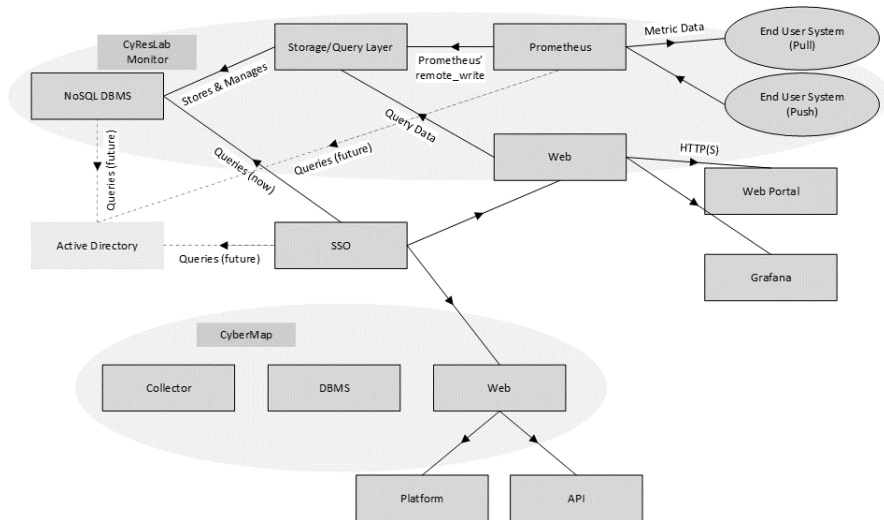 CyResLab
Monitor
Storage/Query Layer
Prometheus'
remote_write
Prometheus
Metric Data
End User System
(Pull)
NoSQL DBMS
Stores & Manages
End User System
(Push)
Query Data
Queries (future)
Queries (future)
Queries (now)
Web
HTTP(S)
Web Portal
Active Directory
Queries (future)
SSO
Grafana
CyberMap
Collector
DBMS
Web
Platform
API